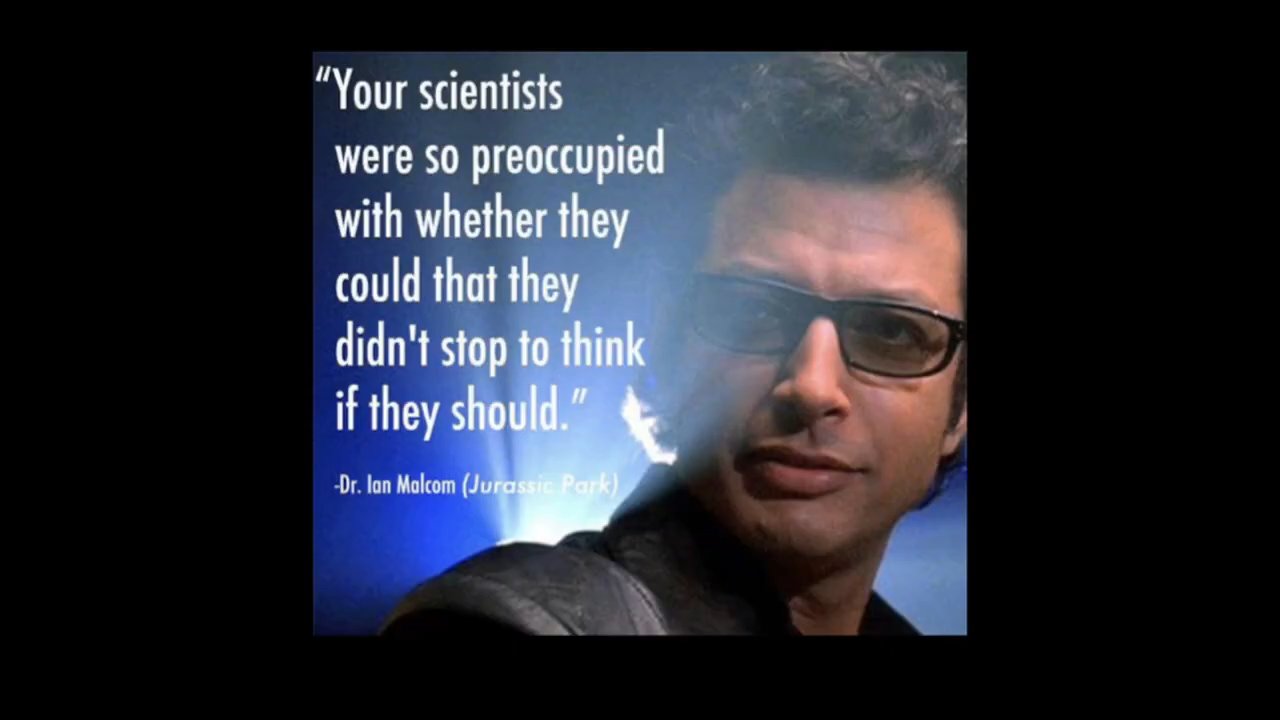 “Your scientists
were so preoccupied
with whether they
could that they
didn't stop to think
if they should.”
-Dr. Ian Malcom (Jurassic Park)